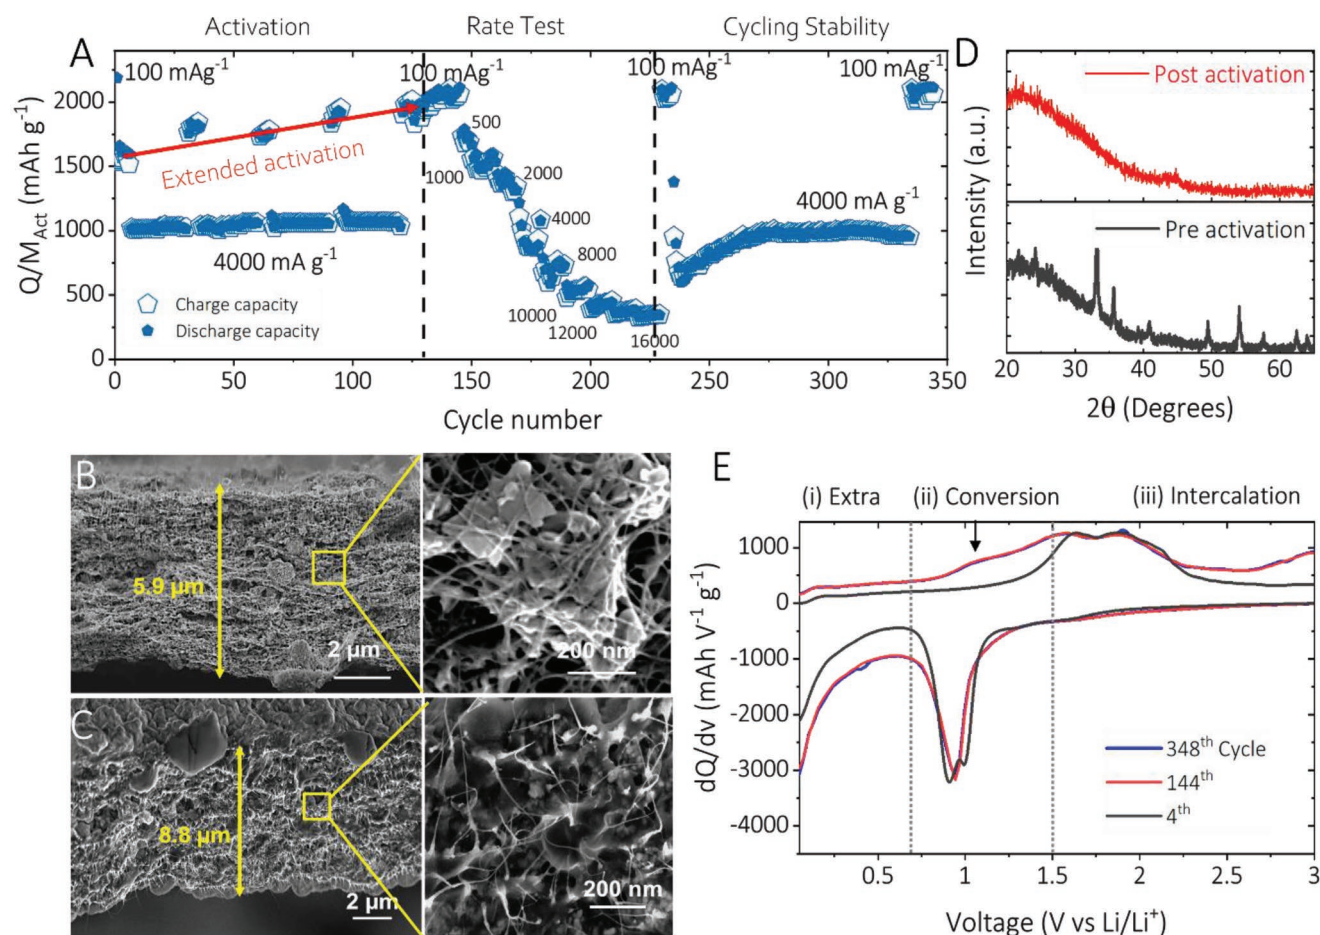 Activation
Rate Test
Cycling Stability
A
100 mAg-1
100 mAg-1
100 mAg-1
100 mAg-1
Extended activation
500
1000
2000
4000
8000
10000
12000
16000
4000 mA g-1
4000 mA g-1
Charge capacity
Discharge capacity
2000
1500
1000
500
0
Q/MAct (mAh g-1)
0
50
100
150
200
250
300
350
Cycle number
D
Post activation
Pre activation
Intensity (a.u.)
20
30
40
50
60
2θ (Degrees)
B
5.9 µm
2 µm
200 nm
C
8.8 µm
2 µm
200 nm
E
(i) Extra
(ii) Conversion
(iii) Intercalation
1000
0
-1000
-2000
-3000
-4000
dQ/dv (mAh V-1 g-1)
348th Cycle
144th
4th
0.5
1
1.5
2
2.5
3
Voltage (V vs Li/Li+)